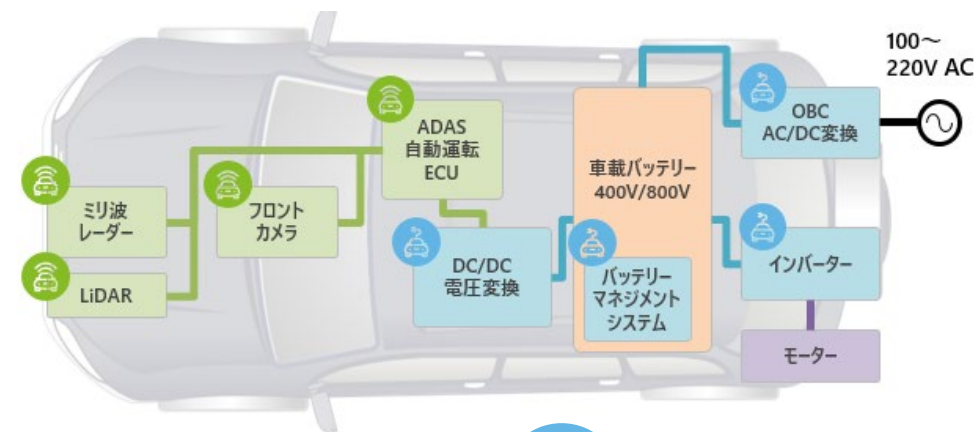 100～
220V AC
OBC
AC/DC変換
ADAS
自動運転
ECU
車載バッテリー
400V/800V
ミリ波
レーダー
フロント
カメラ
DC/DC
電圧変換
バッテリー
マネジメント
システム
インバーター
LiDAR
モーター